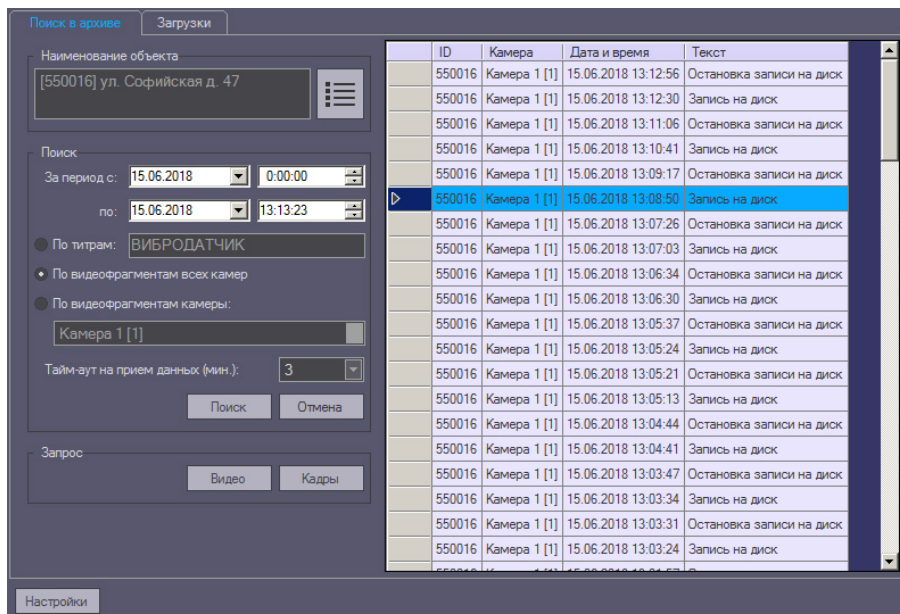 Поиск в архиве Загрузки
Наименование объекта
[550016] ул. Софийская д. 47
Поиск
За период с: 15.06.2018 0:00:00
по: 15.06.2018 13:13:23
По титрам: ВИБРОДАТЧИК
По видеофрагментам всех камер
По видеофрагментам камеры:
Камера 1 [1]
Тайм-аут на прием данных (мин.): 3
Поиск Отмена
Запрос
Видео Кадры
ID Камера Дата и время Текст
550016 Камера 1 [1] 15.06.2018 13:12:56 Остановка записи на диск
550016 Камера 1 [1] 15.06.2018 13:12:30 Запись на диск
550016 Камера 1 [1] 15.06.2018 13:11:06 Остановка записи на диск
550016 Камера 1 [1] 15.06.2018 13:10:41 Запись на диск
550016 Камера 1 [1] 15.06.2018 13:09:17 Остановка записи на диск
550016 Камера 1 [1] 15.06.2018 13:08:50 Запись на диск
550016 Камера 1 [1] 15.06.2018 13:07:26 Остановка записи на диск
550016 Камера 1 [1] 15.06.2018 13:07:03 Запись на диск
550016 Камера 1 [1] 15.06.2018 13:06:34 Остановка записи на диск
550016 Камера 1 [1] 15.06.2018 13:06:30 Запись на диск
550016 Камера 1 [1] 15.06.2018 13:05:37 Остановка записи на диск
550016 Камера 1 [1] 15.06.2018 13:05:24 Запись на диск
550016 Камера 1 [1] 15.06.2018 13:05:21 Остановка записи на диск
550016 Камера 1 [1] 15.06.2018 13:05:13 Запись на диск
550016 Камера 1 [1] 15.06.2018 13:04:44 Остановка записи на диск
550016 Камера 1 [1] 15.06.2018 13:04:41 Запись на диск
550016 Камера 1 [1] 15.06.2018 13:03:47 Остановка записи на диск
550016 Камера 1 [1] 15.06.2018 13:03:34 Запись на диск
550016 Камера 1 [1] 15.06.2018 13:03:31 Остановка записи на диск
550016 Камера 1 [1] 15.06.2018 13:03:24 Запись на диск
Настройки